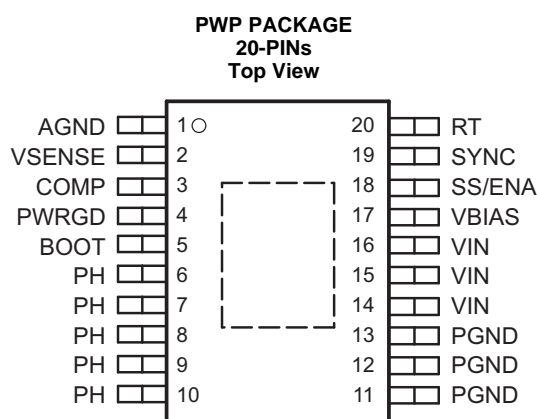 PWP PACKAGE
20-PINs
Top View
AGND 1 20 RT
VSENSE 2 19 SYNC
COMP 3 18 SS/ENA
PWRGD 4 17 VBIAS
BOOT 5 16 VIN
PH 6 15 VIN
PH 7 14 VIN
PH 8 13 PGND
PH 9 12 PGND
PH 10 11 PGND